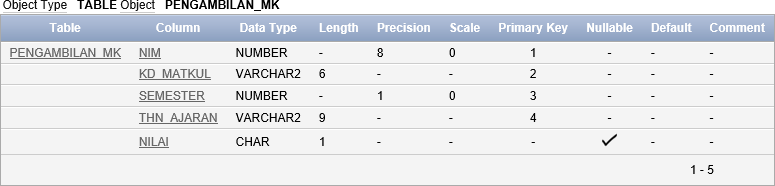 Object Type TABLE Object PENGAMBILAN_MK
Table Column Data Type Length Precision Scale Primary Key Nullable Default Comment
PENGAMBILAN_MK NIM NUMBER - 8 0 1 - - -
KD_MATKUL VARCHAR2 6 - - 2 - - -
SEMESTER NUMBER - 1 0 3 - - -
THN_AJARAN VARCHAR2 9 - - 4 - - -
NILAI CHAR 1 - - - ✓ - -
1 - 5